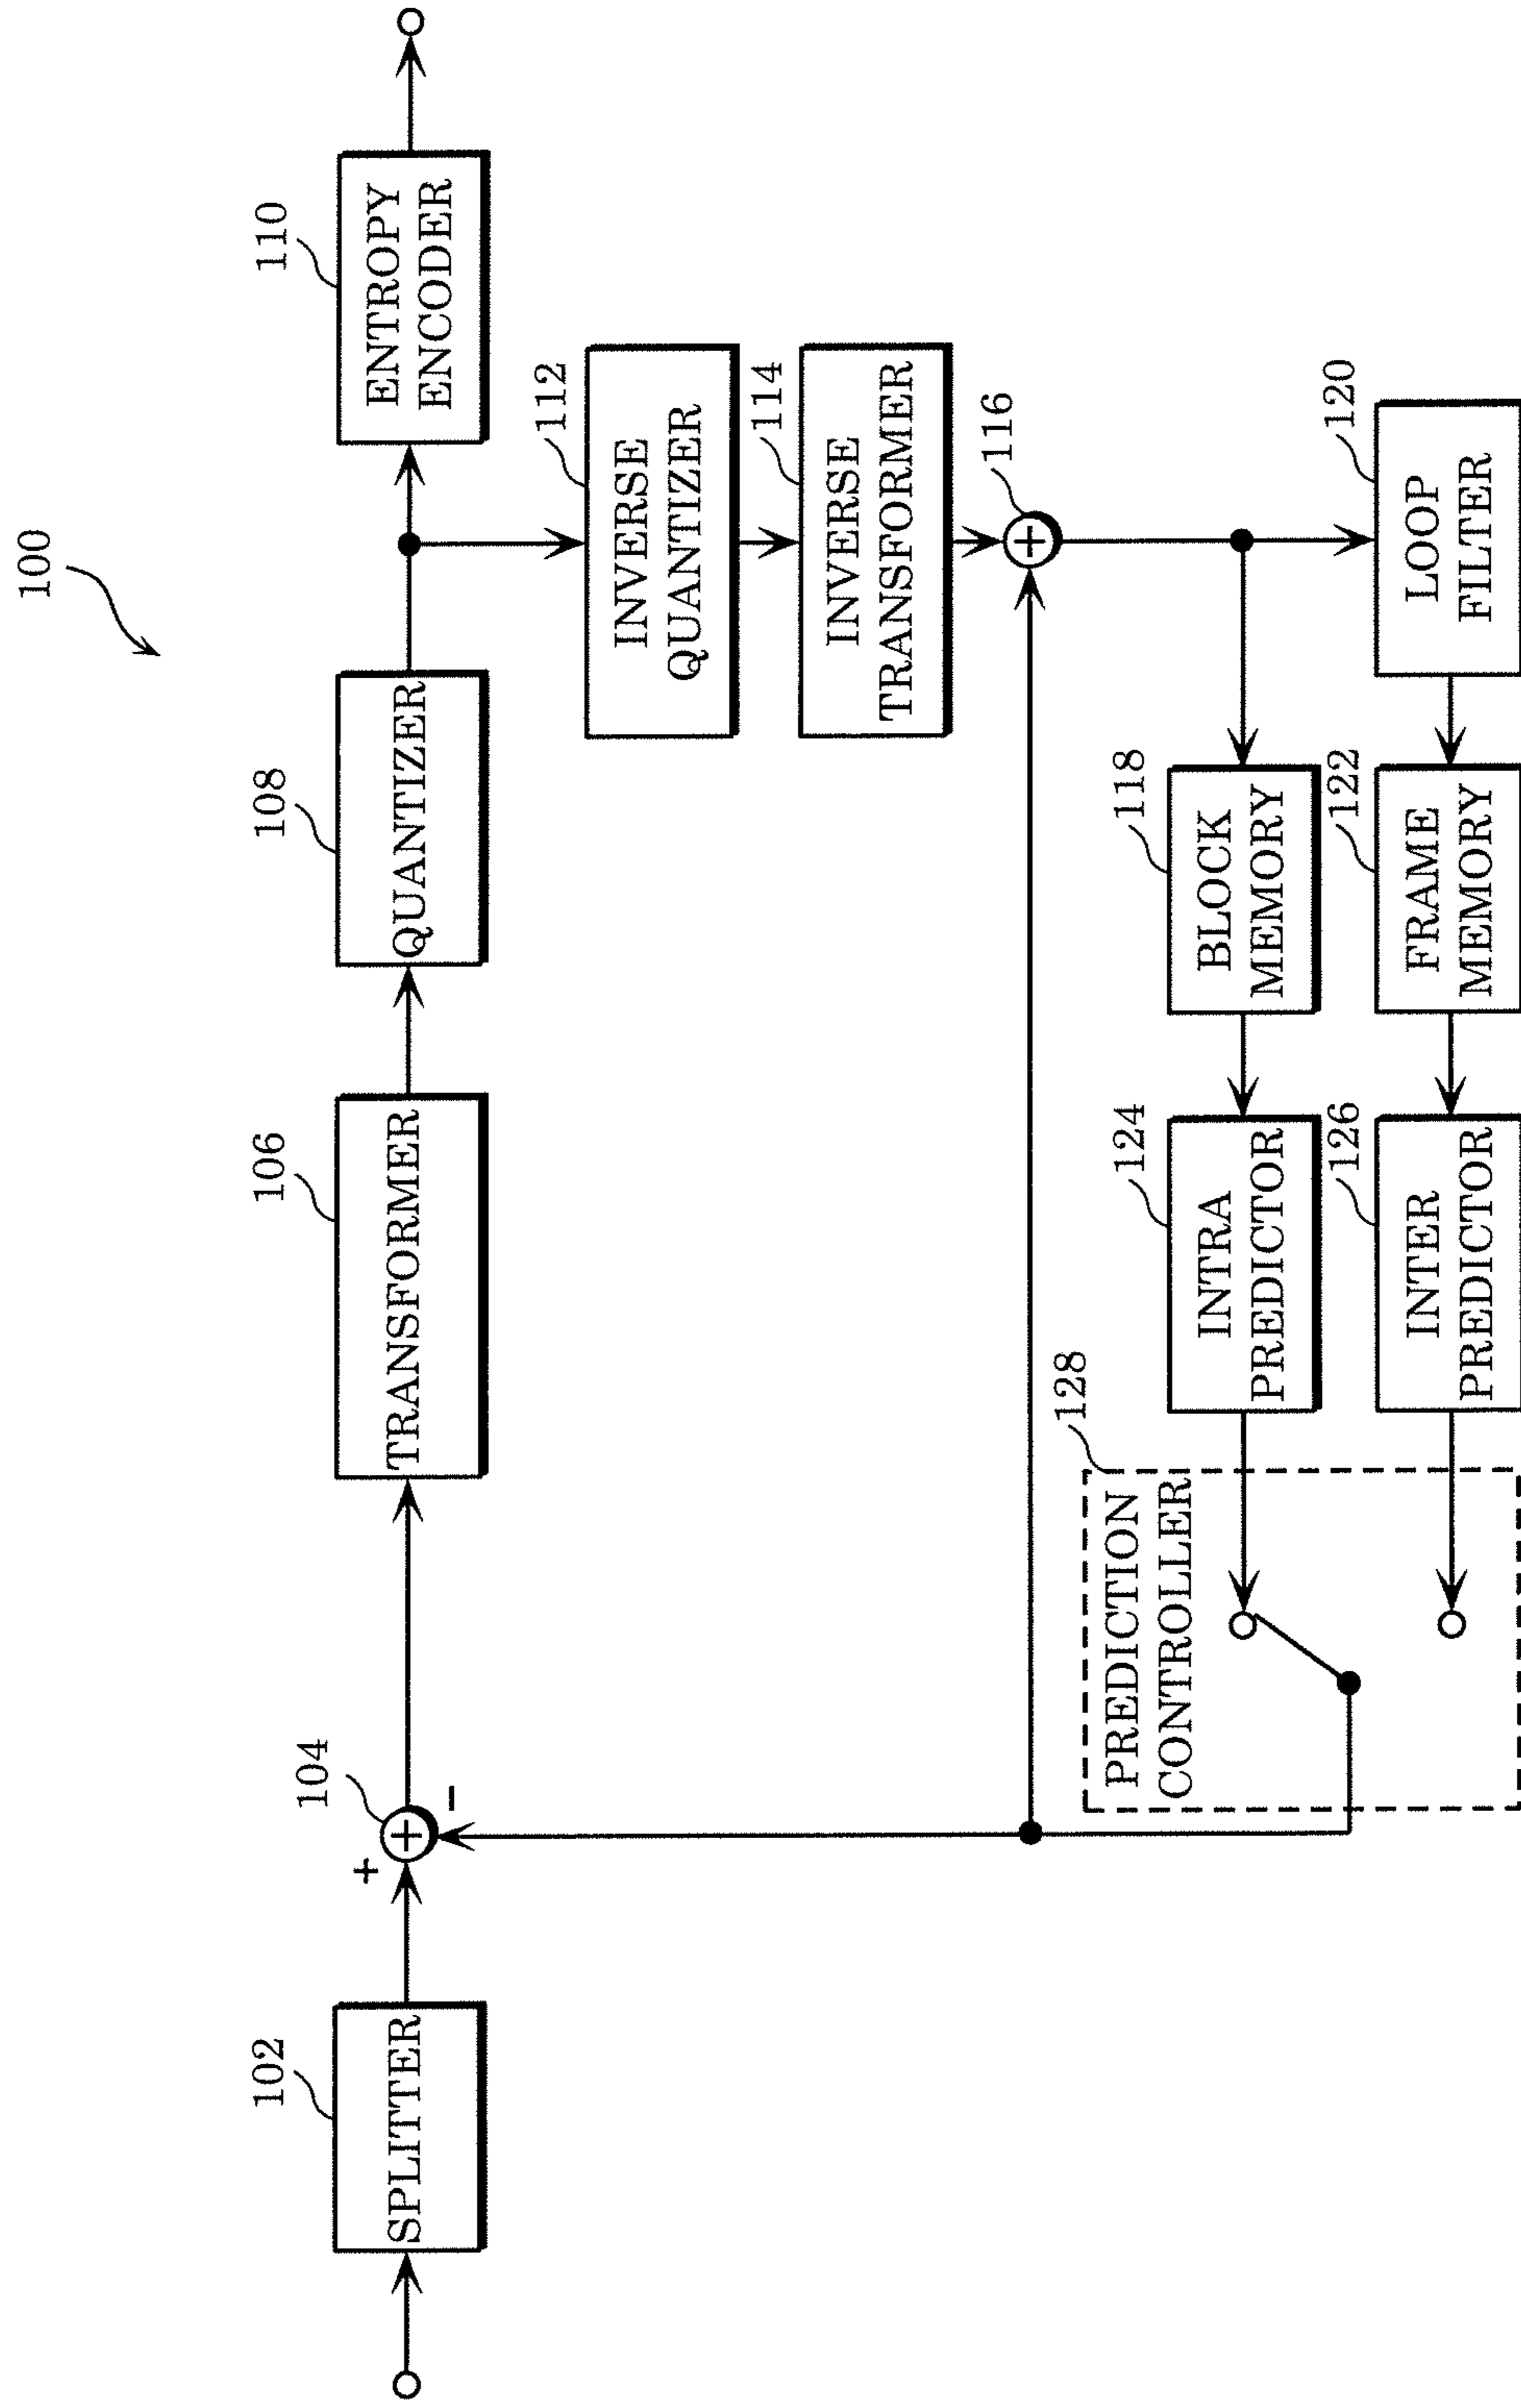 100
102
SPLITTER
104
+
−
+
106
TRANSFORMER
108
QUANTIZER
110
ENTROPY
ENCODER
112
INVERSE
QUANTIZER
114
INVERSE
TRANSFORMER
116
+
128
PREDICTION
CONTROLLER
124
INTRA
PREDICTOR
118
BLOCK
MEMORY
126
INTER
PREDICTOR
122
FRAME
MEMORY
120
LOOP
FILTER